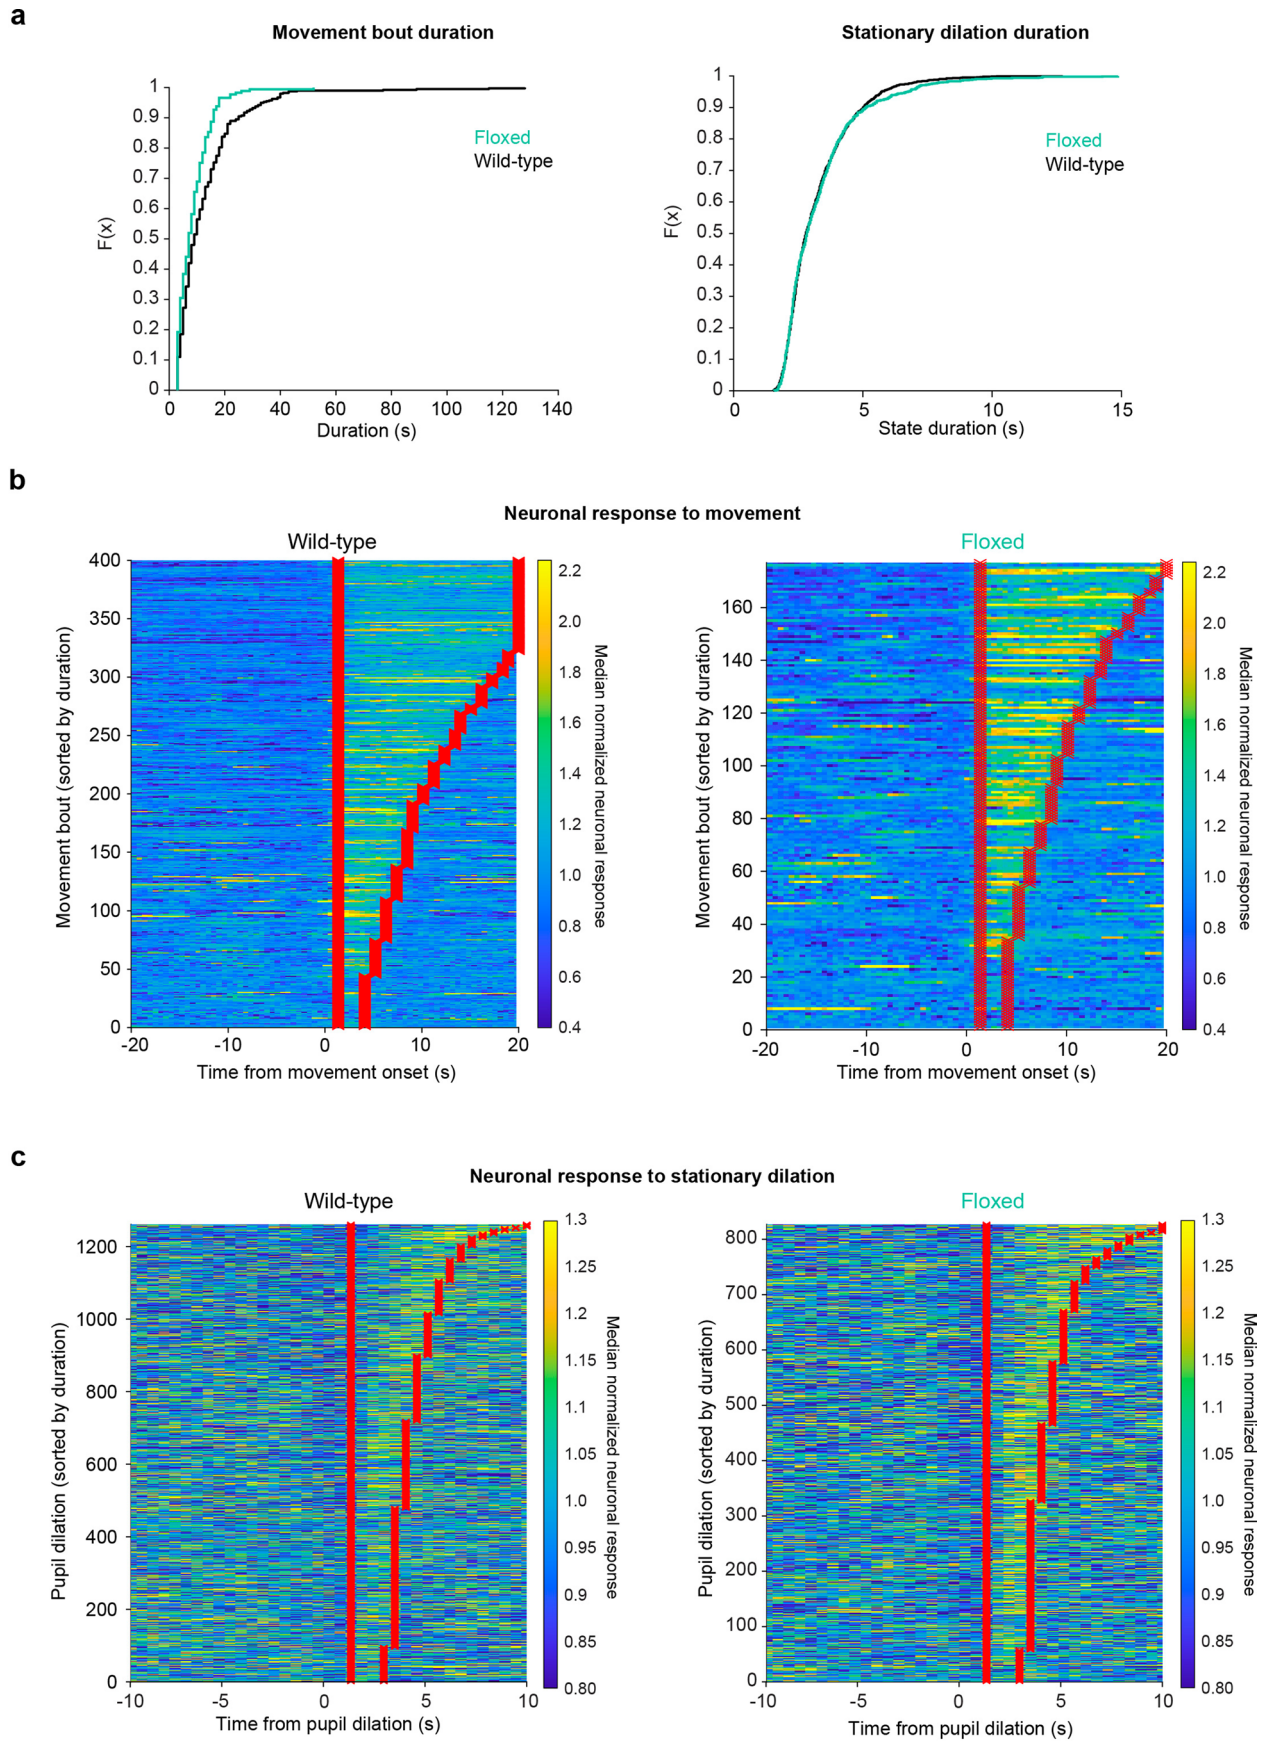 a
Movement bout duration
Stationary dilation duration
1
0.9
0.8
0.7
0.6
0.5
0.4
0.3
0.2
0.1
0
F(x)
Floxed
Wild-type
0 20 40 60 80 100 120 140
Duration (s)
1
0.9
0.8
0.7
0.6
0.5
0.4
0.3
0.2
0.1
0
F(x)
Floxed
Wild-type
0 5 10 15
State duration (s)
b
Neuronal response to movement
Wild-type
400
350
300
250
200
150
100
50
0
Movement bout (sorted by duration)
-20 -10 0 10 20
Time from movement onset (s)
2.2
2.0
1.8
1.6
1.4
1.2
1.0
0.8
0.6
0.4
Median normalized neuronal response
Floxed
160
140
120
100
80
60
40
20
0
Movement bout (sorted by duration)
-20 -10 0 10 20
Time from movement onset (s)
2.2
2.0
1.8
1.6
1.4
1.2
1.0
0.8
0.6
0.4
Median normalized neuronal response
c
Neuronal response to stationary dilation
Wild-type
1200
1000
800
600
400
200
0
Pupil dilation (sorted by duration)
-10 -5 0 5 10
Time from pupil dilation (s)
1.3
1.25
1.2
1.15
1.1
1.05
1.0
0.95
0.9
0.85
0.80
Median normalized neuronal response
Floxed
800
700
600
500
400
300
200
100
0
Pupil dilation (sorted by duration)
-10 -5 0 5 10
Time from pupil dilation (s)
1.3
1.25
1.2
1.15
1.1
1.05
1.0
0.95
0.9
0.85
0.80
Median normalized neuronal response